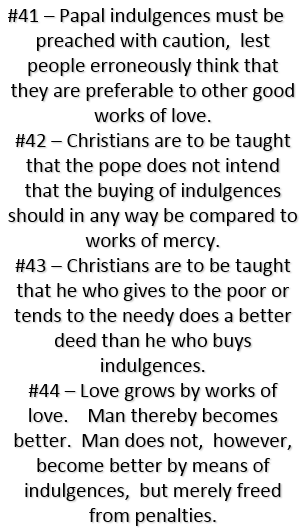 #41 – Papal indulgences must be
preached with caution,  lest
people erroneously think that
they are preferable to other good
works of love.
#42 – Christians are to be taught
that the pope does not intend
that the buying of indulgences
should in any way be compared to
works of mercy.
#43 – Christians are to be taught
that he who gives to the poor or
tends to the needy does a better
deed than he who buys
indulgences.
#44 – Love grows by works of
love.    Man thereby becomes
better.  Man does not,  however,
become better by means of
indulgences,  but merely freed
from penalties.